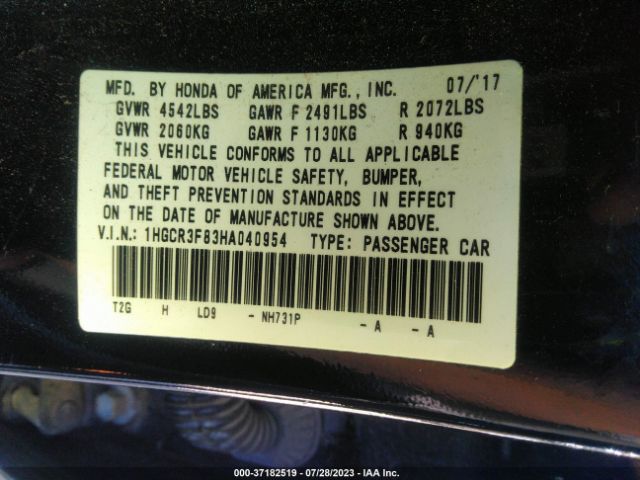 MFD. BY HONDA OF AMERICA MFG., INC. 07/'17
GVWR 4542LBS GAWR F 2491LBS R 2072LBS
GVWR 2060KG GAWR F 1130KG R 940KG
THIS VEHICLE CONFORMS TO ALL APPLICABLE
FEDERAL MOTOR VEHICLE SAFETY, BUMPER,
AND THEFT PREVENTION STANDARDS IN EFFECT
ON THE DATE OF MANUFACTURE SHOWN ABOVE.
V.I.N.: 1HGCR3F83HA040954 TYPE: PASSENGER CAR
T2G H LD9 - NH731P - A - A
000-37182519 - 07/28/2023 - IAA Inc.